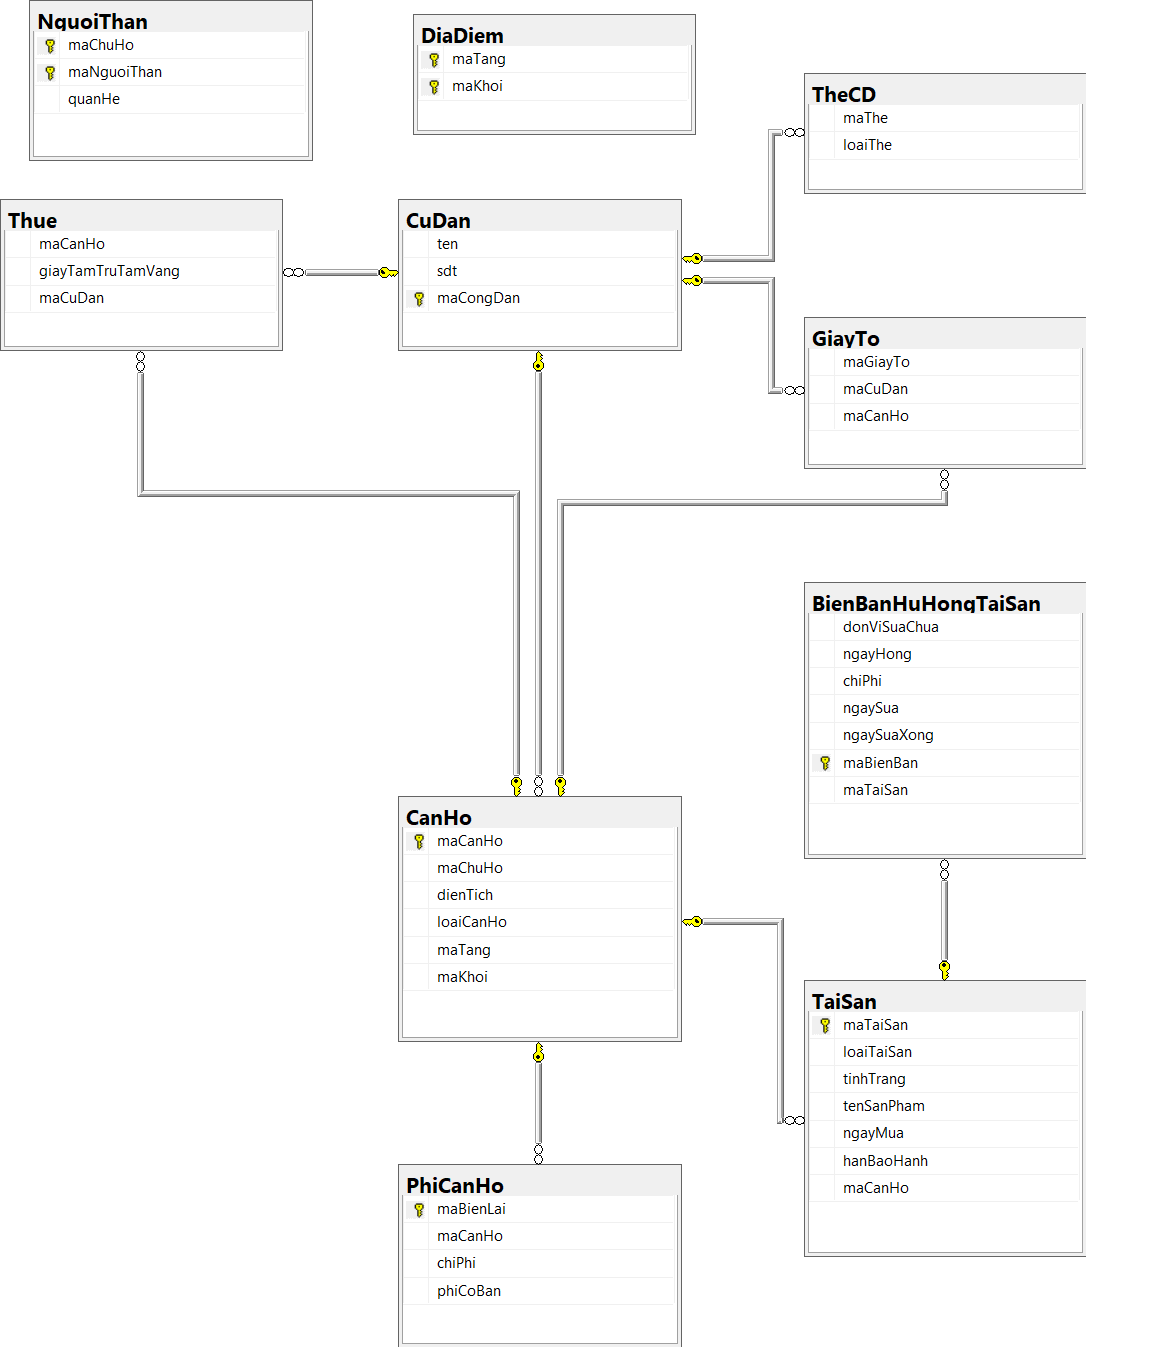 NguoiThan
maChuHo
maNguoiThan
quanHe
DiaDiem
maTang
maKhoi
TheCD
maThe
loaiThe
Thue
maCanHo
giayTamTruTamVang
maCuDan
CuDan
ten
sdt
maCongDan
GiayTo
maGiayTo
maCuDan
maCanHo
BienBanHuHongTaiSan
donViSuaChua
ngayHong
chiPhi
ngaySua
ngaySuaXong
maBienBan
maTaiSan
CanHo
maCanHo
maChuHo
dienTich
loaiCanHo
maTang
maKhoi
TaiSan
maTaiSan
loaiTaiSan
tinhTrang
tenSanPham
ngayMua
hanBaoHanh
maCanHo
PhiCanHo
maBienLai
maCanHo
chiPhi
phiCoBan